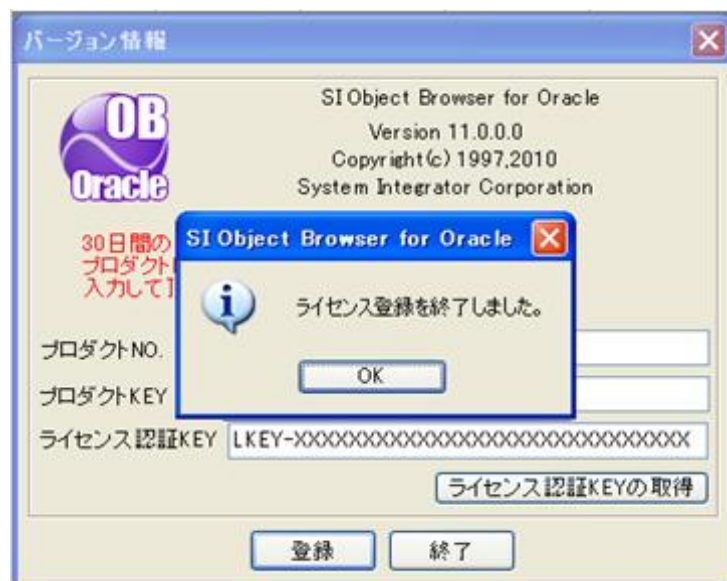 バージョン情報
OB
Oracle
SI Object Browser for Oracle
Version 11.0.0.0
Copyright(c) 1997,2010
System Integrator Corporation
30日間の
プロダクト
入力して
SI Object Browser for Oracle
ライセンス登録を終了しました。
OK
プロダクトNO.
プロダクトKEY
ライセンス認証KEY LKEY-XXXXXXXXXXXXXXXXXXXXXXXXXXXXXX
ライセンス認証KEYの取得
登録
終了